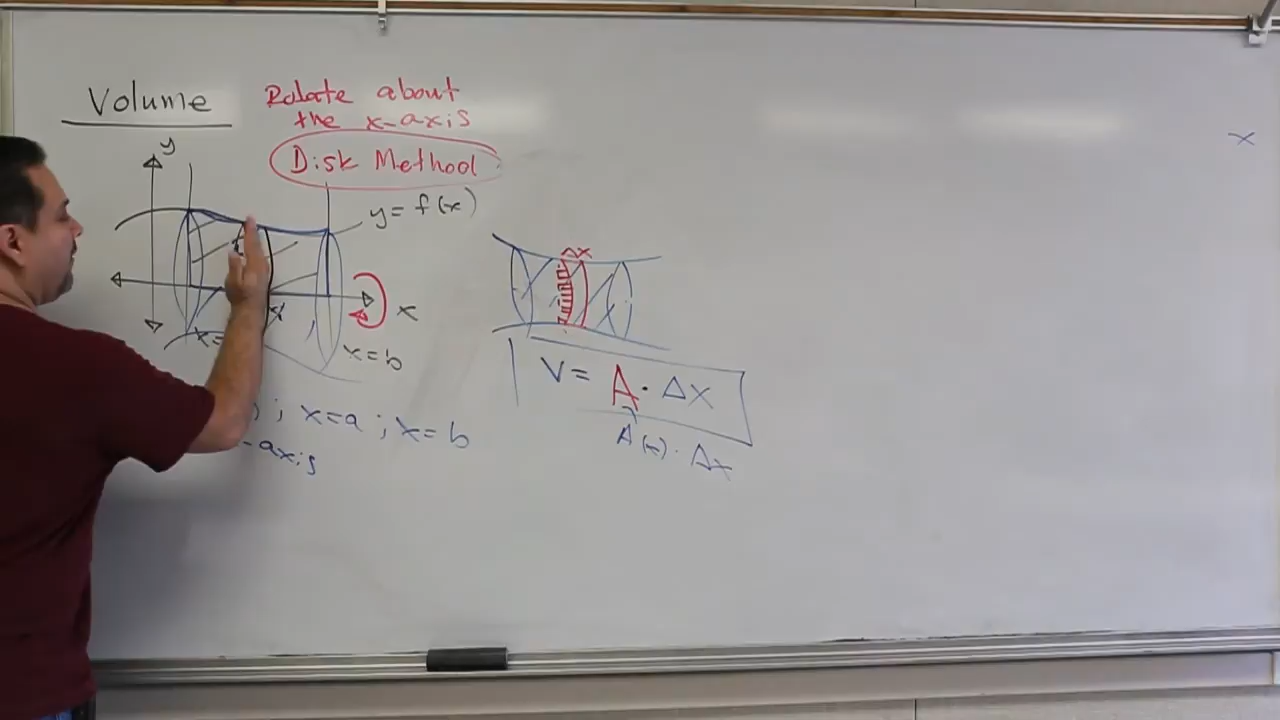 Volume
Rotate about
the x-axis
Disk Method
y
y = f(x)
x
x=
x=b
; x=a ; x=b
-axis
Δx
V = A · Δx
A(x) · Δx
x